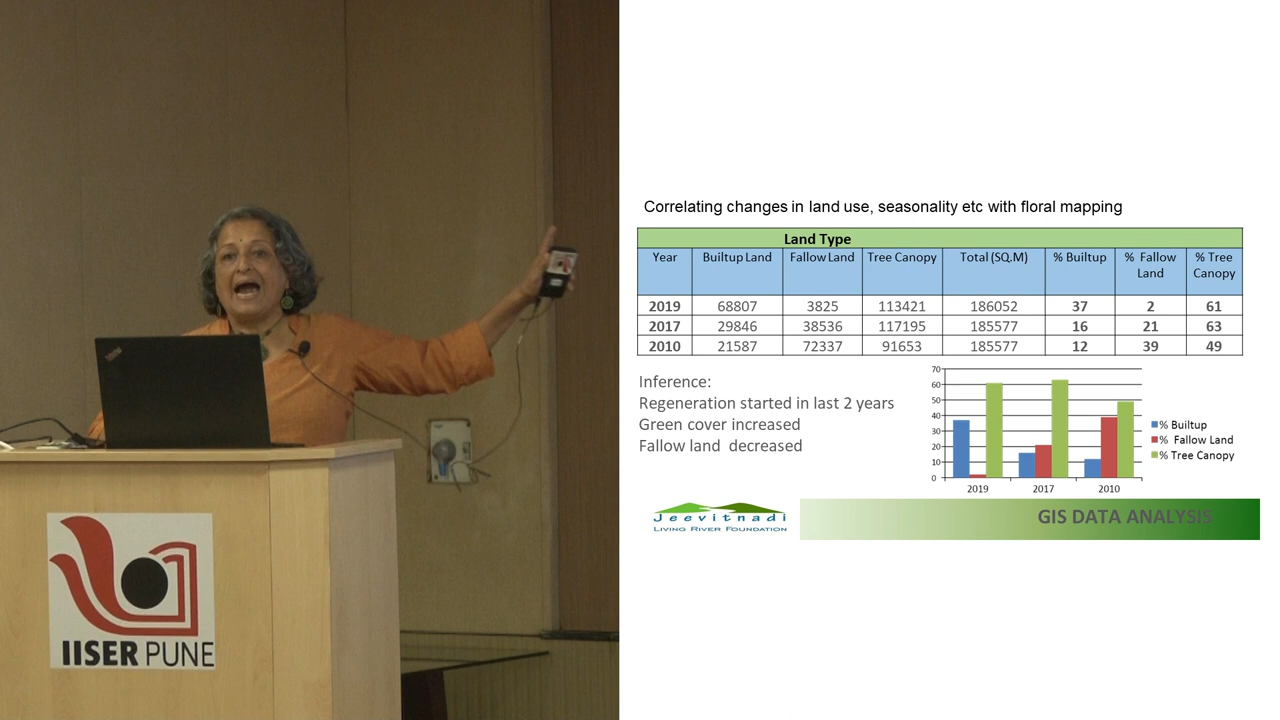 Correlating changes in land use, seasonality etc with floral mapping
Land Type
Year Builtup Land Fallow Land Tree Canopy Total (SQ.M) % Builtup % Fallow Land % Tree Canopy
2019 68807 3825 113421 186052 37 2 61
2017 29846 38536 117195 185577 16 21 63
2010 21587 72337 91653 185577 12 39 49
Inference:
Regeneration started in last 2 years
Green cover increased
Fallow land decreased
70
60
50
40
30
20
10
0
2019 2017 2010
% Builtup
% Fallow Land
% Tree Canopy
Jeevitnadi
LIVING RIVER FOUNDATION
GIS DATA ANALYSIS
IISER PUNE